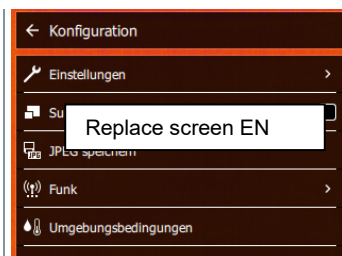 Konfiguration
Einstellungen
Su
Replace screen EN
JPEG speichern
Funk
Umgebungsbedingungen